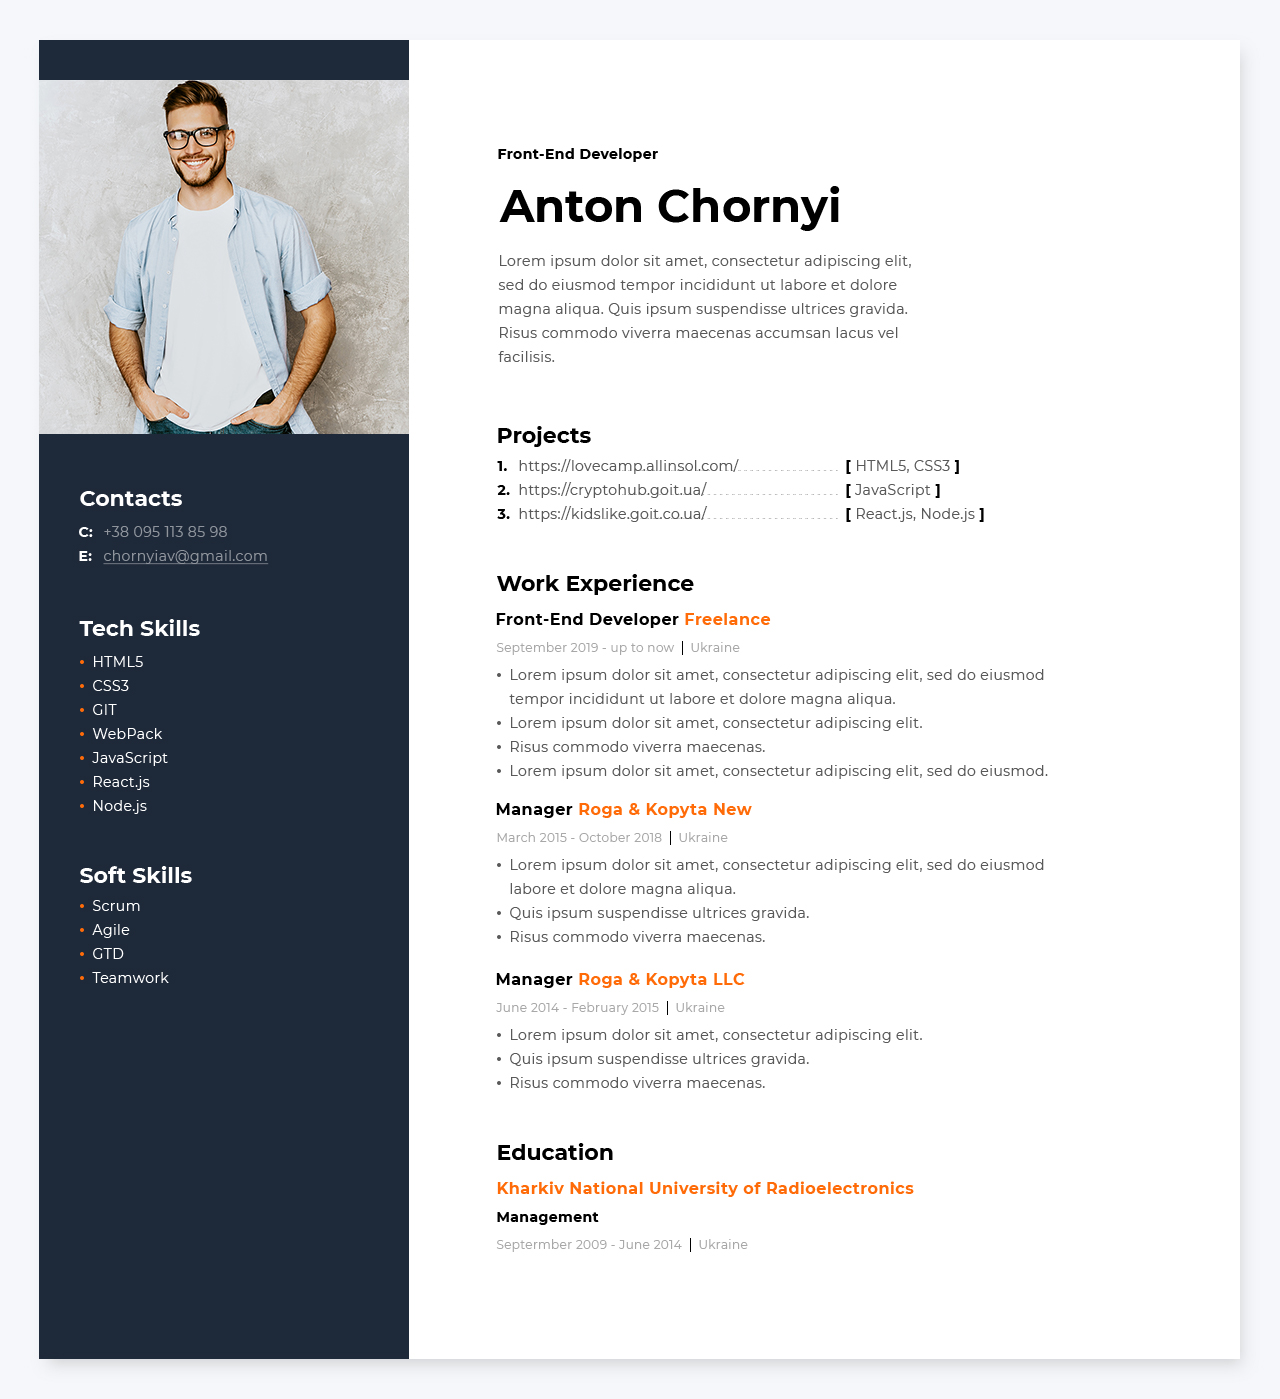 Contacts
C: +38 095 113 85 98
E: chornyiav@gmail.com
Tech Skills
• HTML5
• CSS3
• GIT
• WebPack
• JavaScript
• React.js
• Node.js
Soft Skills
• Scrum
• Agile
• GTD
• Teamwork
Front-End Developer
Anton Chornyi
Lorem ipsum dolor sit amet, consectetur adipiscing elit,
sed do eiusmod tempor incididunt ut labore et dolore
magna aliqua. Quis ipsum suspendisse ultrices gravida.
Risus commodo viverra maecenas accumsan lacus vel
facilisis.
Projects
1. https://lovecamp.allinsol.com/ [ HTML5, CSS3 ]
2. https://cryptohub.goit.ua/ [ JavaScript ]
3. https://kidslike.goit.co.ua/ [ React.js, Node.js ]
Work Experience
Front-End Developer Freelance
September 2019 - up to now | Ukraine
• Lorem ipsum dolor sit amet, consectetur adipiscing elit, sed do eiusmod
tempor incididunt ut labore et dolore magna aliqua.
• Lorem ipsum dolor sit amet, consectetur adipiscing elit.
• Risus commodo viverra maecenas.
• Lorem ipsum dolor sit amet, consectetur adipiscing elit, sed do eiusmod.
Manager Roga & Kopyta New
March 2015 - October 2018 | Ukraine
• Lorem ipsum dolor sit amet, consectetur adipiscing elit, sed do eiusmod
labore et dolore magna aliqua.
• Quis ipsum suspendisse ultrices gravida.
• Risus commodo viverra maecenas.
Manager Roga & Kopyta LLC
June 2014 - February 2015 | Ukraine
• Lorem ipsum dolor sit amet, consectetur adipiscing elit.
• Quis ipsum suspendisse ultrices gravida.
• Risus commodo viverra maecenas.
Education
Kharkiv National University of Radioelectronics
Management
Septermber 2009 - June 2014 | Ukraine